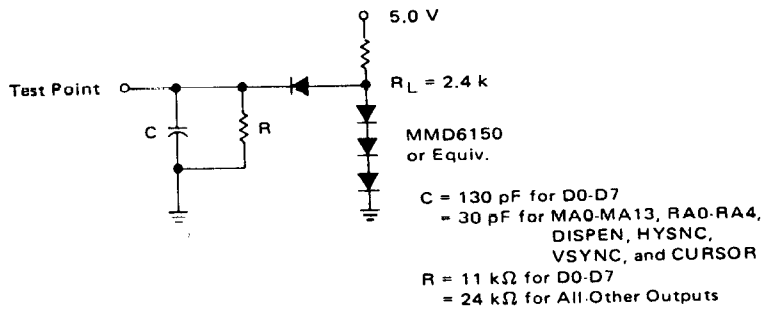 5.0 V
Test Point
RL = 2.4 k
C
R
MMD6150
or Equiv.
C = 130 pF for D0-D7
= 30 pF for MA0-MA13, RA0-RA4,
DISPEN, HYSNC,
VSYNC, and CURSOR
R = 11 kΩ for D0-D7
= 24 kΩ for All Other Outputs